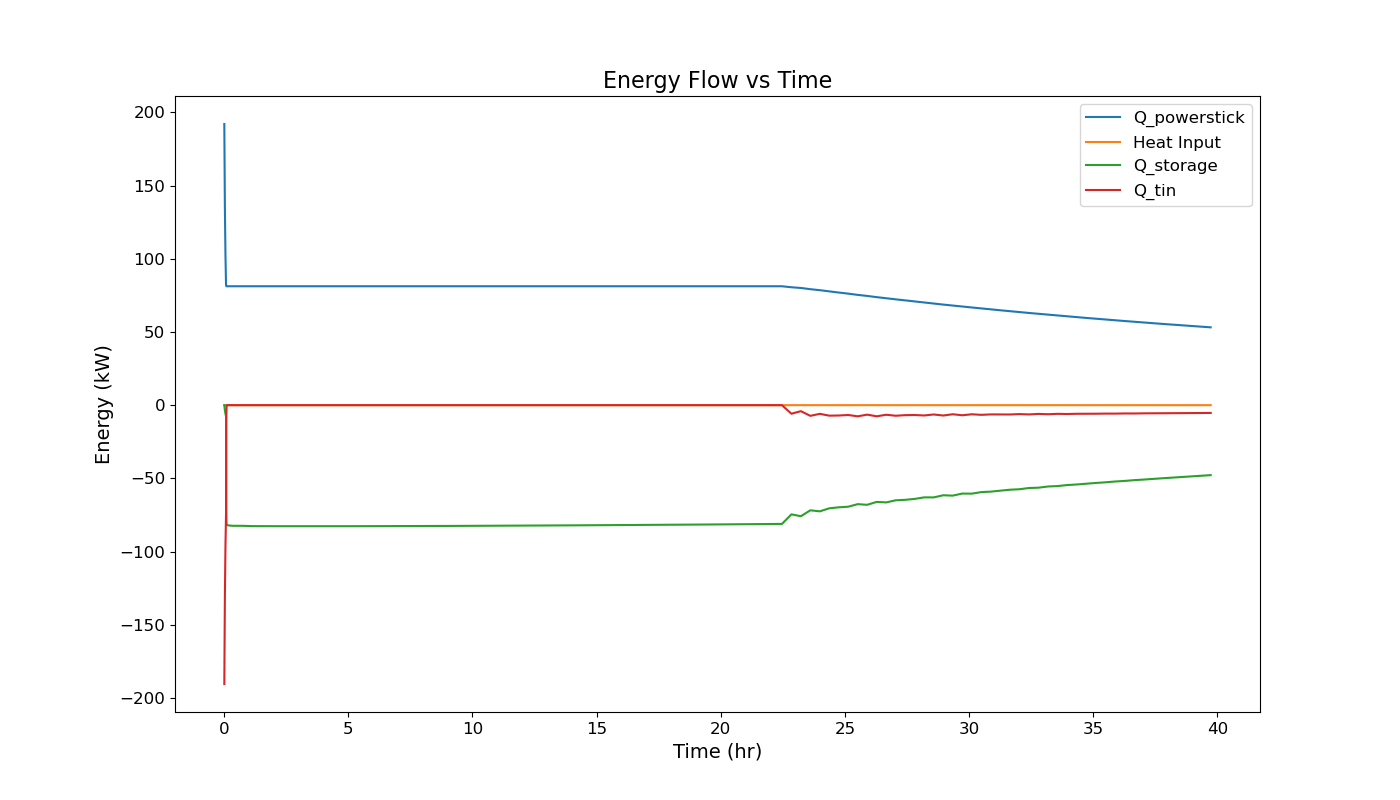 Energy Flow vs Time
Q_powerstick
Heat Input
Q_storage
Q_tin
Energy (kW)
200
150
100
50
0
−50
−100
−150
−200
0 5 10 15 20 25 30 35 40
Time (hr)